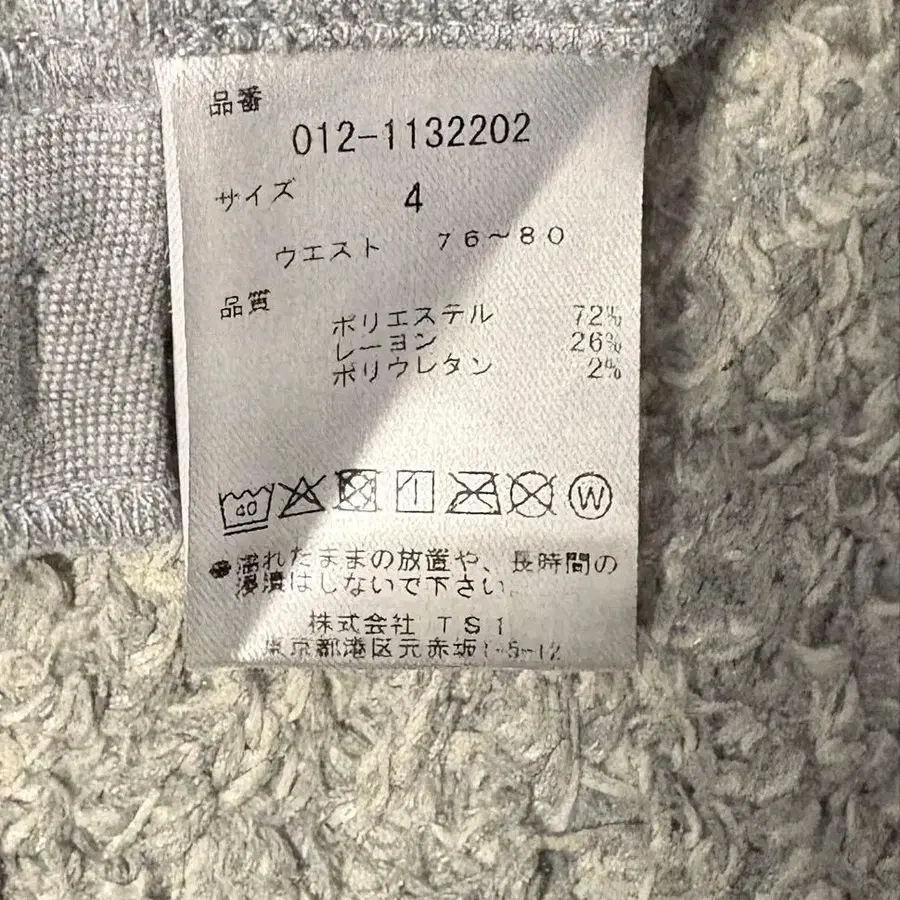 品番
012-1132202
サイズ 4
ウエスト 76~80
品質
ポリエステル 72%
レーヨン 26%
ポリウレタン 2%
40 W
●濡れたままの放置や、長時間の
浸漬はしないで下さい。
株式会社 TSI
東京都港区元赤坂1-5-12